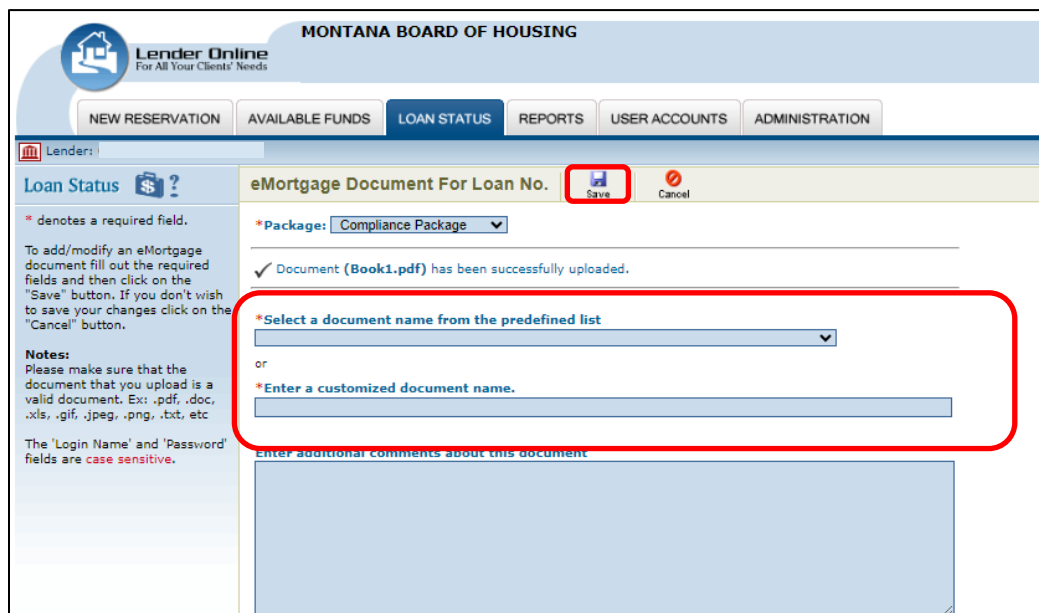 MONTANA BOARD OF HOUSING
Lender Online
For All Your Clients' Needs
NEW RESERVATION
AVAILABLE FUNDS
LOAN STATUS
REPORTS
USER ACCOUNTS
ADMINISTRATION
Lender:
Loan Status ?
* denotes a required field.
To add/modify an eMortgage
document fill out the required
fields and then click on the
"Save" button. If you don't wish
to save your changes click on the
"Cancel" button.
Notes:
Please make sure that the
document that you upload is a
valid document. Ex: .pdf, .doc,
.xls, .gif, .jpeg, .png, .txt, etc
The 'Login Name' and 'Password'
fields are case sensitive.
eMortgage Document For Loan No.
Save
Cancel
*Package: Compliance Package
Document (Book1.pdf) has been successfully uploaded.
*Select a document name from the predefined list
or
*Enter a customized document name.
Enter additional comments about this document